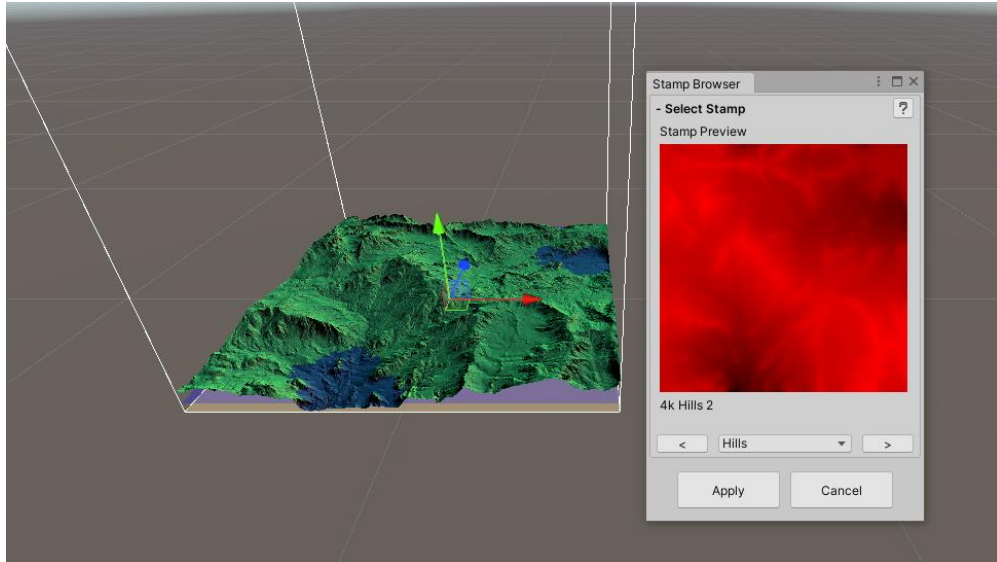 Stamp Browser
- Select Stamp
?
Stamp Preview
4k Hills 2
< Hills >
Apply Cancel